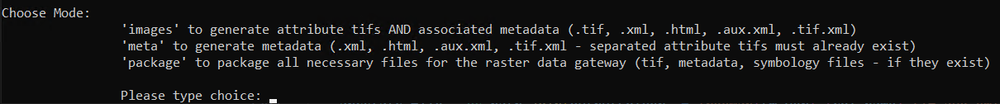 Choose Mode:
'images' to generate attribute tifs AND associated metadata (.tif, .xml, .html, .aux.xml, .tif.xml)
'meta' to generate metadata (.xml, .html, .aux.xml, .tif.xml - separated attribute tifs must already exist)
'package' to package all necessary files for the raster data gateway (tif, metadata, symbology files - if they exist)
Please type choice: